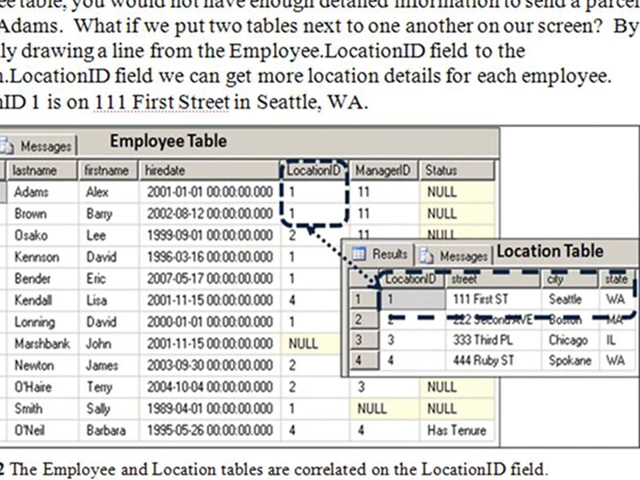 ee table, you would not have enough detailed information to send a parcel
Adams. What if we put two tables next to one another on our screen? By
ly drawing a line from the Employee.LocationID field to the
n.LocationID field we can get more location details for each employee.
nID 1 is on 111 First Street in Seattle, WA.
Messages Employee Table
lastname firstname hiredate LocationID ManagerID Status
Adams Alex 2001-01-01 00:00:00.000 1 11 NULL
Brown Barry 2002-08-12 00:00:00.000 1 11 NULL
Osako Lee 1999-09-01 00:00:00.000 2 11 NULL
Kennson David 1996-03-16 00:00:00.000 1
Bender Eric 2007-05-17 00:00:00.000 1
Kendall Lisa 2001-11-15 00:00:00.000 4
Lonning David 2000-01-01 00:00:00.000 1
Marshbank John 2001-11-15 00:00:00.000 NULL
Newton James 2003-09-30 00:00:00.000 2
O'Haire Terry 2004-10-04 00:00:00.000 2 3 NULL
Smith Sally 1989-04-01 00:00:00.000 1 NULL NULL
O'Neil Barbara 1995-05-26 00:00:00.000 4 4 Has Tenure
Results Messages Location Table
LocationID street city state
1 1 111 First ST Seattle WA
2 2 222 Second AVE Boston MA
3 3 333 Third PL Chicago IL
4 4 444 Ruby ST Spokane WA
2 The Employee and Location tables are correlated on the LocationID field.